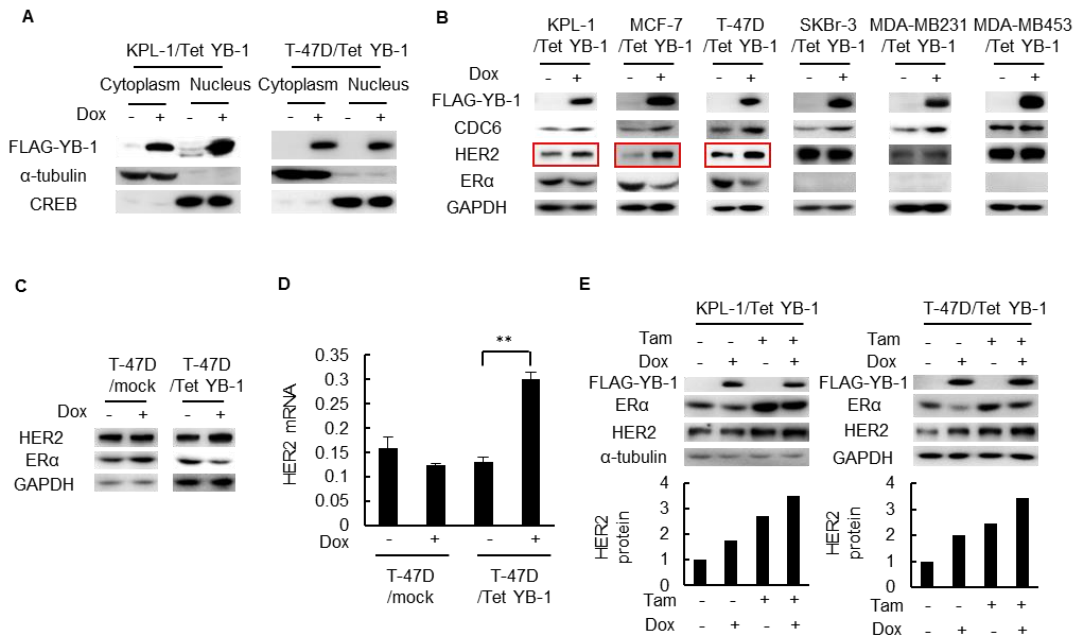 A
KPL-1/Tet YB-1 T-47D/Tet YB-1
Cytoplasm Nucleus Cytoplasm Nucleus
Dox - + - + - + - +
FLAG-YB-1
α-tubulin
CREB
B
KPL-1 MCF-7 T-47D SKBr-3 MDA-MB231 MDA-MB453
/Tet YB-1 /Tet YB-1 /Tet YB-1 /Tet YB-1 /Tet YB-1 /Tet YB-1
Dox - + - + - + - + - + - +
FLAG-YB-1
CDC6
HER2
ERα
GAPDH
C
T-47D T-47D
/mock /Tet YB-1
Dox - + - +
HER2
ERα
GAPDH
D
HER2 mRNA
0.35
0.3
0.25
0.2
0.15
0.1
0.05
0
**
Dox - + - +
T-47D T-47D
/mock /Tet YB-1
E
KPL-1/Tet YB-1
Tam - - + +
Dox - + - +
FLAG-YB-1
ERα
HER2
α-tubulin
HER2
protein
4
3
2
1
0
Tam - - + +
Dox - + - +
T-47D/Tet YB-1
Tam - - + +
Dox - + - +
FLAG-YB-1
ERα
HER2
GAPDH
HER2
protein
4
3
2
1
0
Tam - - + +
Dox - + - +